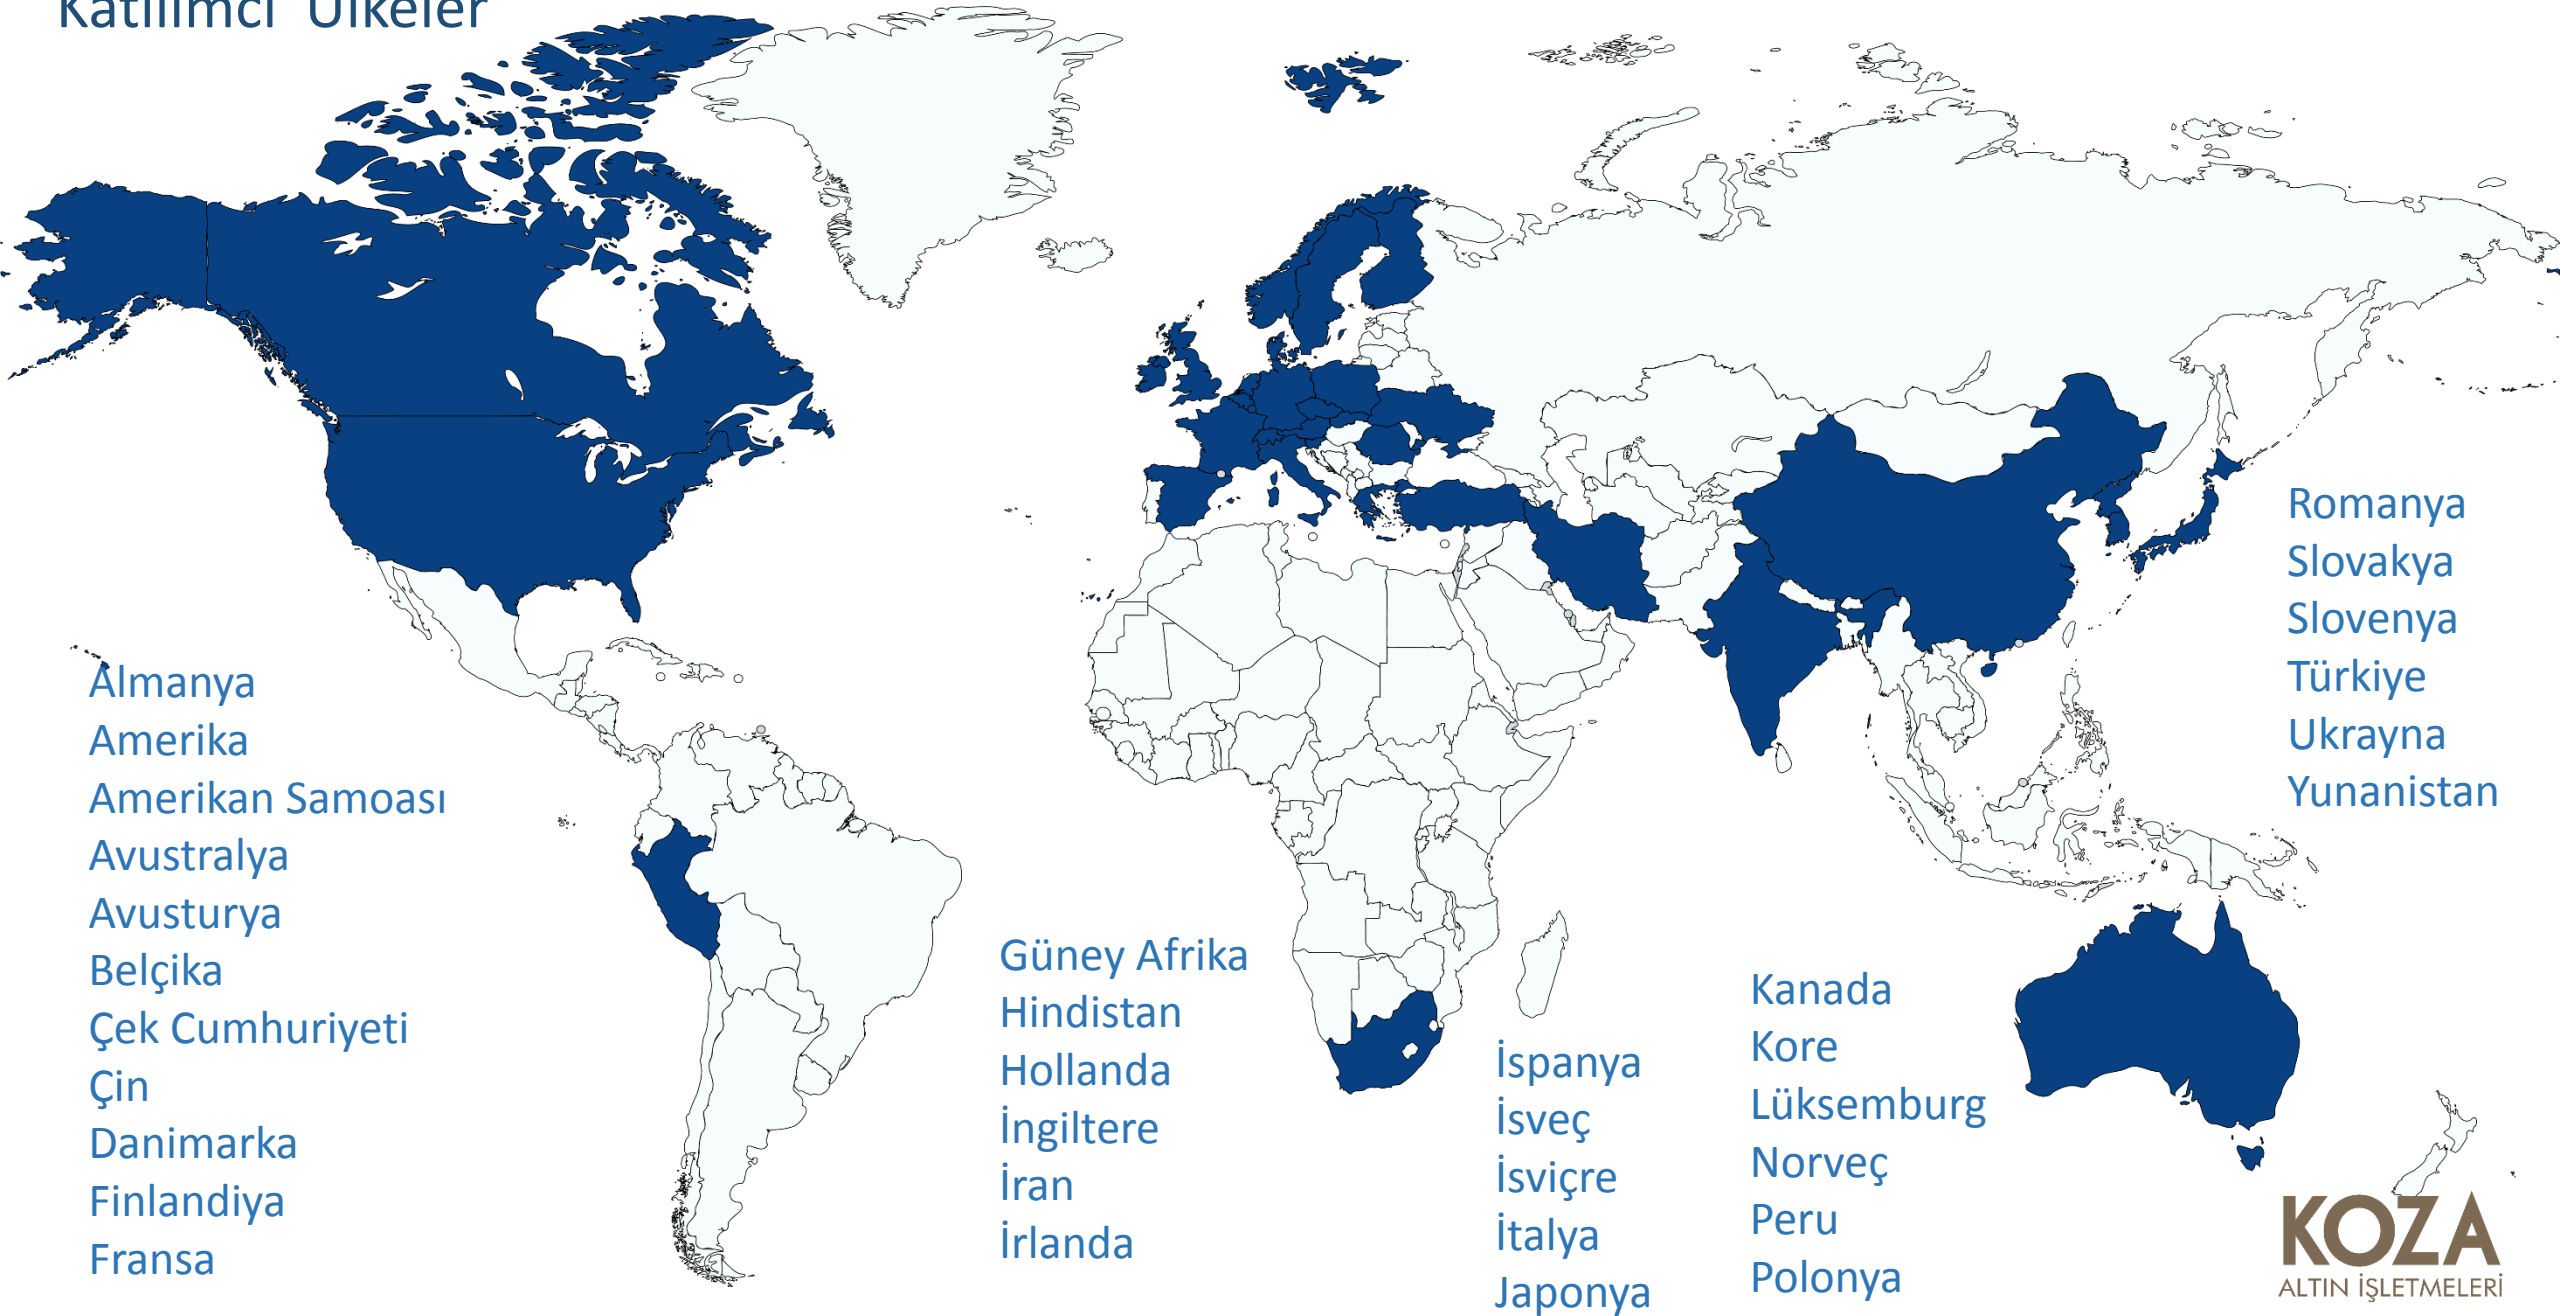 Katılımcı Ülkeler
Almanya
Amerika
Amerikan Samoası
Avustralya
Avusturya
Belçika
Çek Cumhuriyeti
Çin
Danimarka
Finlandiya
Fransa
Güney Afrika
Hindistan
Hollanda
İngiltere
İran
İrlanda
İspanya
İsveç
İsviçre
İtalya
Japonya
Kanada
Kore
Lüksemburg
Norveç
Peru
Polonya
Romanya
Slovakya
Slovenya
Türkiye
Ukrayna
Yunanistan
KOZA
ALTIN İŞLETMELERİ